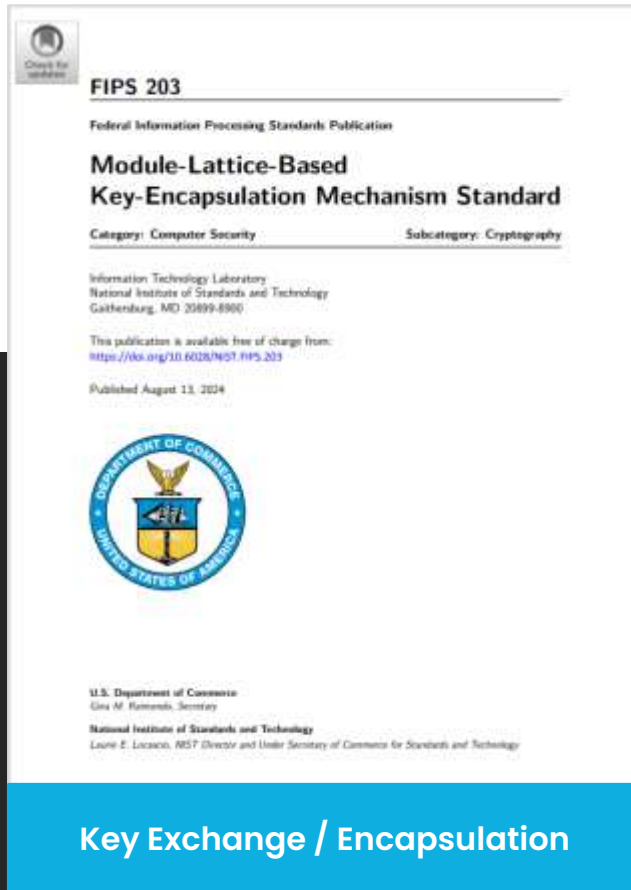 Check for
updates
FIPS 203
Federal Information Processing Standards Publication
Module-Lattice-Based
Key-Encapsulation Mechanism Standard
Category: Computer Security Subcategory: Cryptography
Information Technology Laboratory
National Institute of Standards and Technology
Gaithersburg, MD 20899-8900
This publication is available free of charge from:
https://doi.org/10.6028/NIST.FIPS.203
Published August 13, 2024
DEPARTMENT OF COMMERCE
UNITED STATES OF AMERICA
U.S. Department of Commerce
Gina M. Raimondo, Secretary
National Institute of Standards and Technology
Laurie E. Locascio, NIST Director and Under Secretary of Commerce for Standards and Technology
Key Exchange / Encapsulation